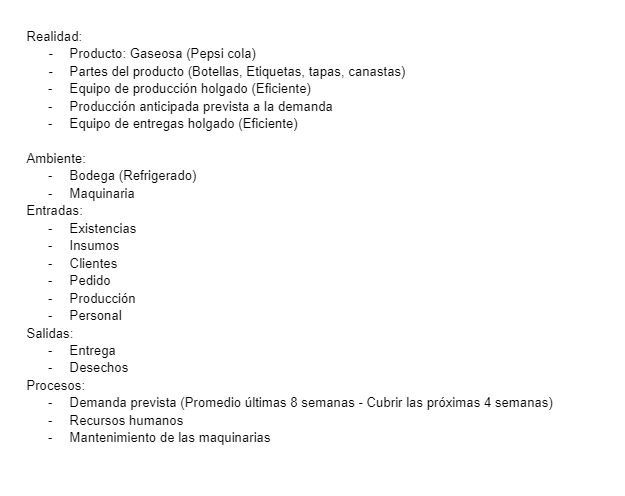 Realidad:
- Producto: Gaseosa (Pepsi cola)
- Partes del producto (Botellas, Etiquetas, tapas, canastas)
- Equipo de producción holgado (Eficiente)
- Producción anticipada prevista a la demanda
- Equipo de entregas holgado (Eficiente)
Ambiente:
- Bodega (Refrigerado)
- Maquinaria
Entradas:
- Existencias
- Insumos
- Clientes
- Pedido
- Producción
- Personal
Salidas:
- Entrega
- Desechos
Procesos:
- Demanda prevista (Promedio últimas 8 semanas - Cubrir las próximas 4 semanas)
- Recursos humanos
- Mantenimiento de las maquinarias